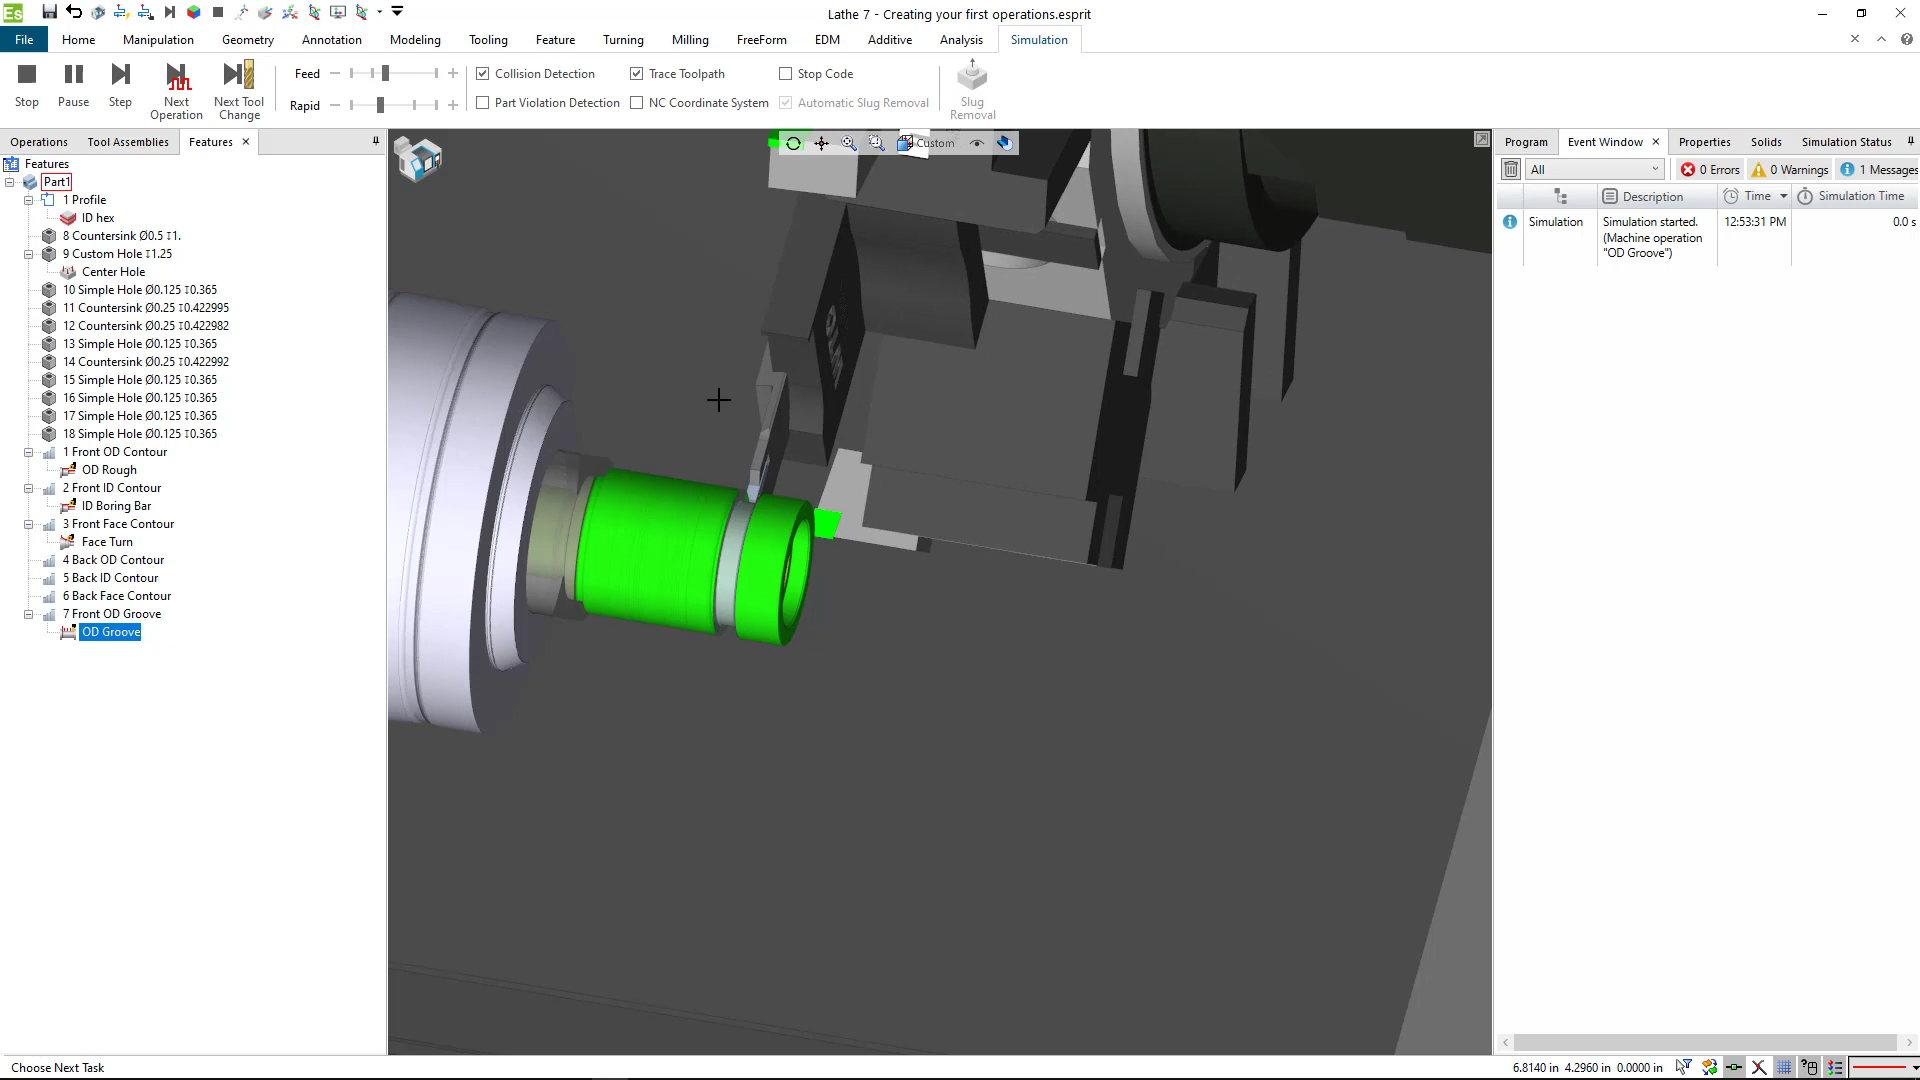 Es
Lathe 7 - Creating your first operations.esprit
File Home Manipulation Geometry Annotation Modeling Tooling Feature Turning Milling FreeForm EDM Additive Analysis Simulation
Stop
Pause
Step
Next Operation
Next Tool Change
Feed
Rapid
Collision Detection
Trace Toolpath
Stop Code
Part Violation Detection
NC Coordinate System
Automatic Slug Removal
Slug Removal
Operations Tool Assemblies Features
Features
Part1
1 Profile
ID hex
8 Countersink Ø0.5 ↧1.
9 Custom Hole ↧1.25
Center Hole
10 Simple Hole Ø0.125 ↧0.365
11 Countersink Ø0.25 ↧0.422995
12 Countersink Ø0.25 ↧0.422982
13 Simple Hole Ø0.125 ↧0.365
14 Countersink Ø0.25 ↧0.422992
15 Simple Hole Ø0.125 ↧0.365
16 Simple Hole Ø0.125 ↧0.365
17 Simple Hole Ø0.125 ↧0.365
18 Simple Hole Ø0.125 ↧0.365
1 Front OD Contour
OD Rough
2 Front ID Contour
ID Boring Bar
3 Front Face Contour
Face Turn
4 Back OD Contour
5 Back ID Contour
6 Back Face Contour
7 Front OD Groove
OD Groove
Custom
Program Event Window Properties Solids Simulation Status
All
0 Errors
0 Warnings
1 Messages
Description Time Simulation Time
Simulation
Simulation started.
(Machine operation
"OD Groove")
12:53:31 PM
0.0 s
Choose Next Task
6.8140 in 4.2960 in 0.0000 in